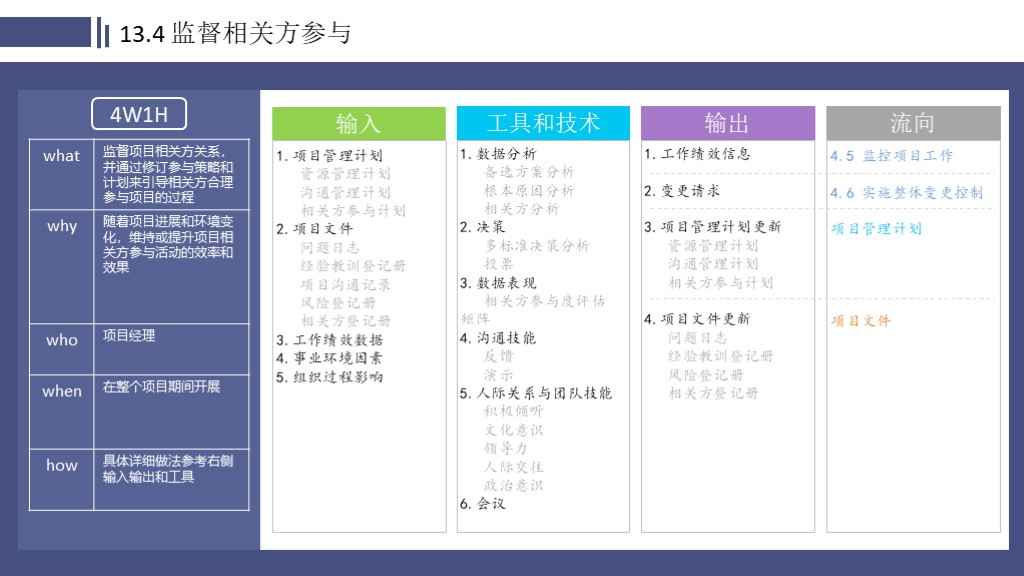 13.4 监督相关方参与
4W1H
what
监督项目相关方关系,
并通过修订参与策略和
计划来引导相关方合理
参与项目的过程
why
随着项目进展和环境变
化，维持或提升项目相
关方参与活动的效率和
效果
who
项目经理
when
在整个项目期间开展
how
具体详细做法参考右侧
输入输出和工具
输入
1. 项目管理计划
资源管理计划
沟通管理计划
相关方参与计划
2. 项目文件
问题日志
经验教训登记册
项目沟通记录
风险登记册
相关方登记册
3. 工作绩效数据
4. 事业环境因素
5. 组织过程影响
工具和技术
1. 数据分析
备选方案分析
根本原因分析
相关方分析
2. 决策
多标准决策分析
投票
3. 数据表现
相关方参与度评估
矩阵
4. 沟通技能
反馈
演示
5. 人际关系与团队技能
积极倾听
文化意识
领导力
人际交往
政治意识
6. 会议
输出
1. 工作绩效信息
2. 变更请求
3. 项目管理计划更新
资源管理计划
沟通管理计划
相关方参与计划
4. 项目文件更新
问题日志
经验教训登记册
风险登记册
相关方登记册
流向
4.5 监控项目工作
4.6 实施整体变更控制
项目管理计划
项目文件